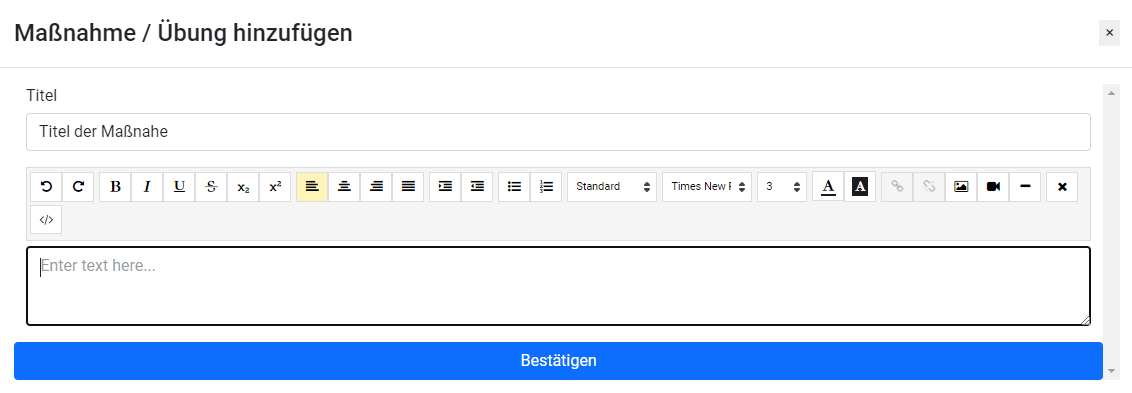 Maßnahme / Übung hinzufügen
×
Titel
Titel der Maßnahe
B I U S x₂ x² Standard Times New F 3 A A
</>
Enter text here...
Bestätigen